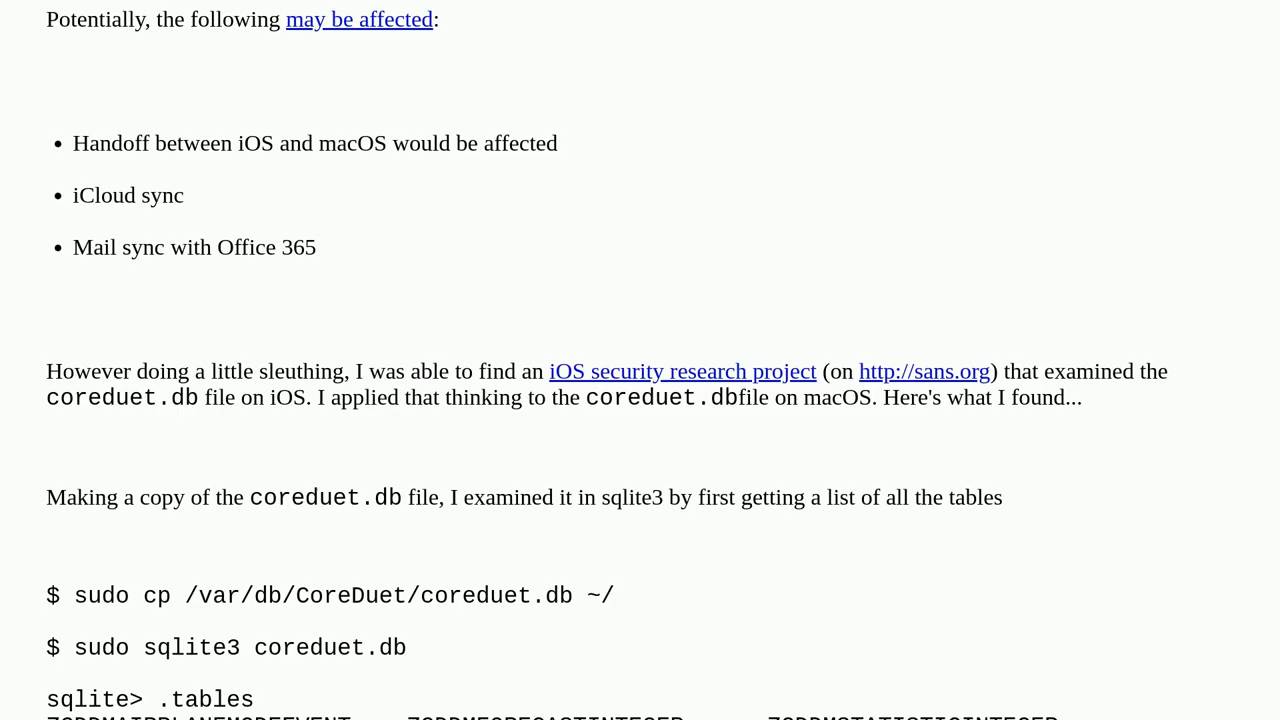 Potentially, the following may be affected:
Handoff between iOS and macOS would be affected
iCloud sync
Mail sync with Office 365
However doing a little sleuthing, I was able to find an iOS security research project (on http://sans.org) that examined the
coreduet.db file on iOS. I applied that thinking to the coreduet.dbfile on macOS. Here's what I found...
Making a copy of the coreduet.db file, I examined it in sqlite3 by first getting a list of all the tables
$ sudo cp /var/db/CoreDuet/coreduet.db ~/
$ sudo sqlite3 coreduet.db
sqlite> .tables